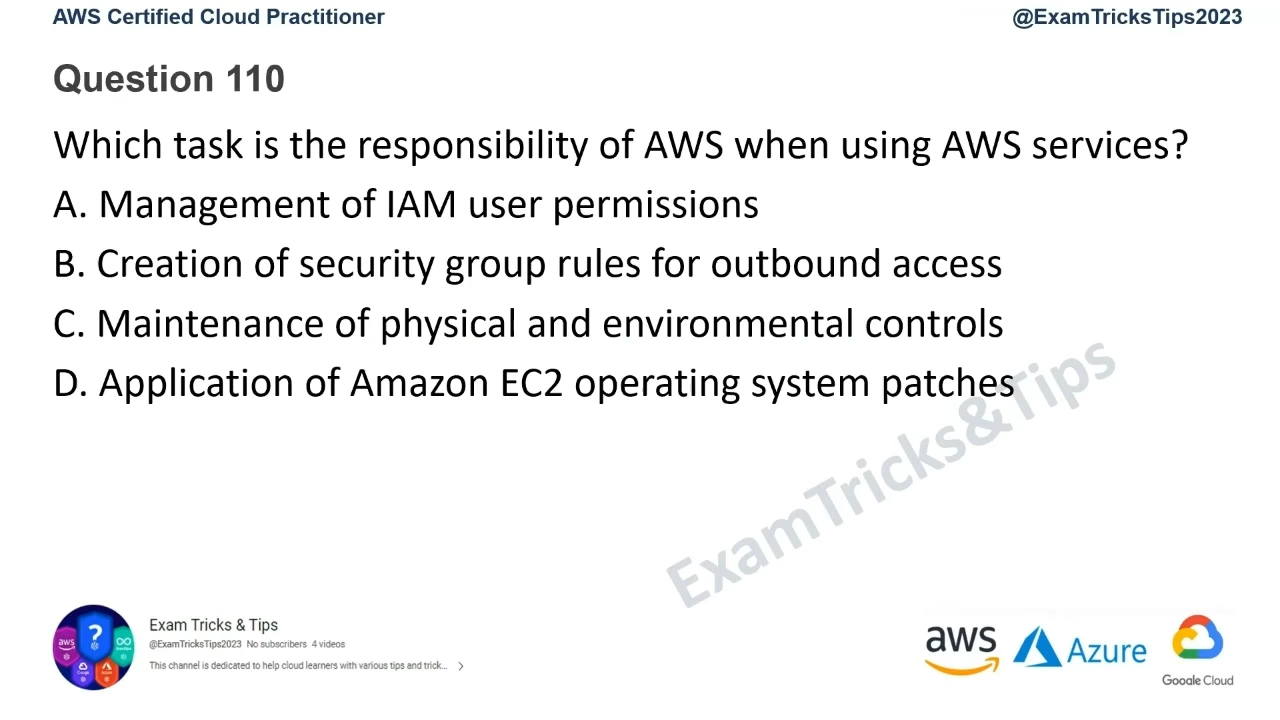 AWS Certified Cloud Practitioner
@ExamTricksTips2023
Question 110
Which task is the responsibility of AWS when using AWS services?
A. Management of IAM user permissions
B. Creation of security group rules for outbound access
C. Maintenance of physical and environmental controls
D. Application of Amazon EC2 operating system patches
ExamTricks&Tips
Exam Tricks & Tips
@ExamTricksTips2023 No subscribers 4 videos
This channel is dedicated to help cloud learners with various tips and trick...
aws
?
aws
Azure
Google Cloud